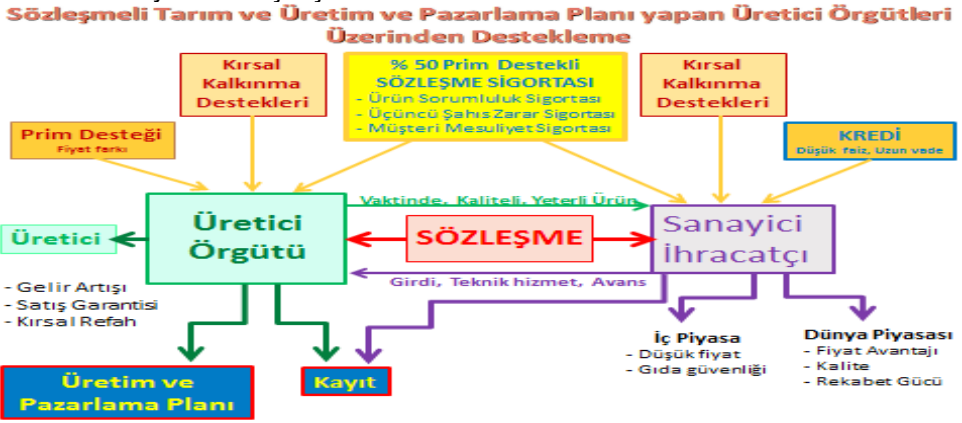 Sözleşmeli Tarım ve Üretim ve Pazarlama Planı yapan Üretici Örgütleri
Üzerinden Destekleme
Kırsal
Kalkınma
Destekleri
% 50 Prim Destekli
SÖZLEŞME SİGORTASI
- Ürün Sorumluluk Sigortası
- Üçüncü Şahıs Zarar Sigortası
- Müşteri Mesuliyet Sigortası
Kırsal
Kalkınma
Destekleri
Prim Desteği
Fiyat farkı
KREDİ
Düşük faiz, Uzun vade
Üretici
Üretici
Örgütü
Vaktinde, Kaliteli, Yeterli Ürün
SÖZLEŞME
Girdi, Teknik hizmet, Avans
Sanayici
İhracatçı
- Gelir Artışı
- Satış Garantisi
- Kırsal Refah
Üretim ve
Pazarlama Planı
Kayıt
İç Piyasa
- Düşük fiyat
- Gıda güvenliği
Dünya Piyasası
- Fiyat Avantajı
- Kalite
- Rekabet Gücü